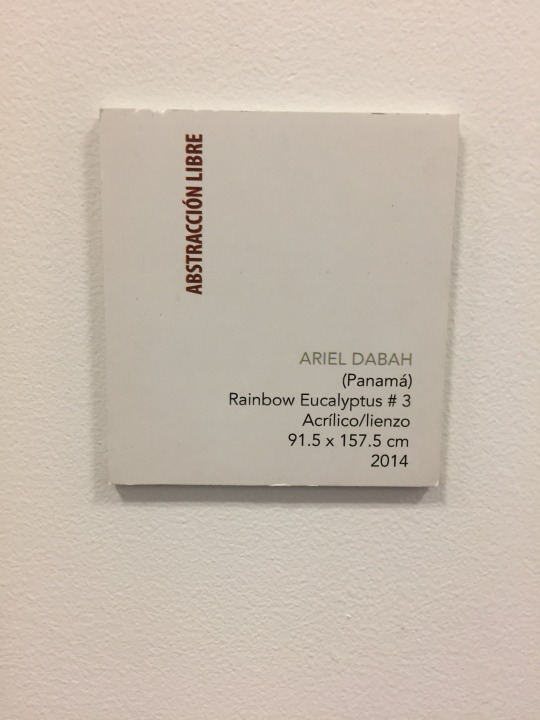 ABSTRACCIÓN LIBRE
ARIEL DABAH
(Panamá)
Rainbow Eucalyptus # 3
Acrílico/lienzo
91.5 x 157.5 cm
2014